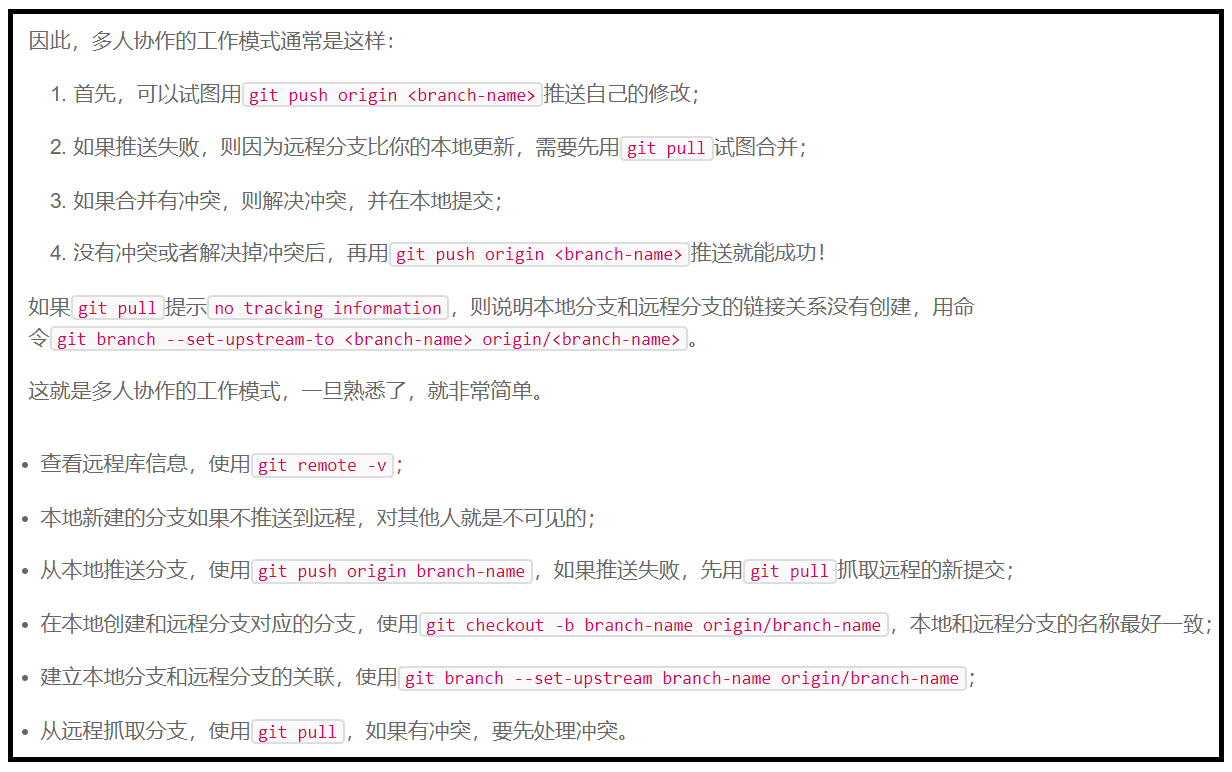 因此，多人协作的工作模式通常是这样：
1. 首先，可以试图用git push origin <branch-name>推送自己的修改；
2. 如果推送失败，则因为远程分支比你的本地更新，需要先用git pull试图合并；
3. 如果合并有冲突，则解决冲突，并在本地提交；
4. 没有冲突或者解决掉冲突后，再用git push origin <branch-name>推送就能成功！
如果git pull提示no tracking information，则说明本地分支和远程分支的链接关系没有创建，用命
令git branch --set-upstream-to <branch-name> origin/<branch-name>。
这就是多人协作的工作模式，一旦熟悉了，就非常简单。
• 查看远程库信息，使用git remote -v；
• 本地新建的分支如果不推送到远程，对其他人就是不可见的；
• 从本地推送分支，使用git push origin branch-name，如果推送失败，先用git pull抓取远程的新提交；
• 在本地创建和远程分支对应的分支，使用git checkout -b branch-name origin/branch-name，本地和远程分支的名称最好一致；
• 建立本地分支和远程分支的关联，使用git branch --set-upstream branch-name origin/branch-name；
• 从远程抓取分支，使用git pull，如果有冲突，要先处理冲突。